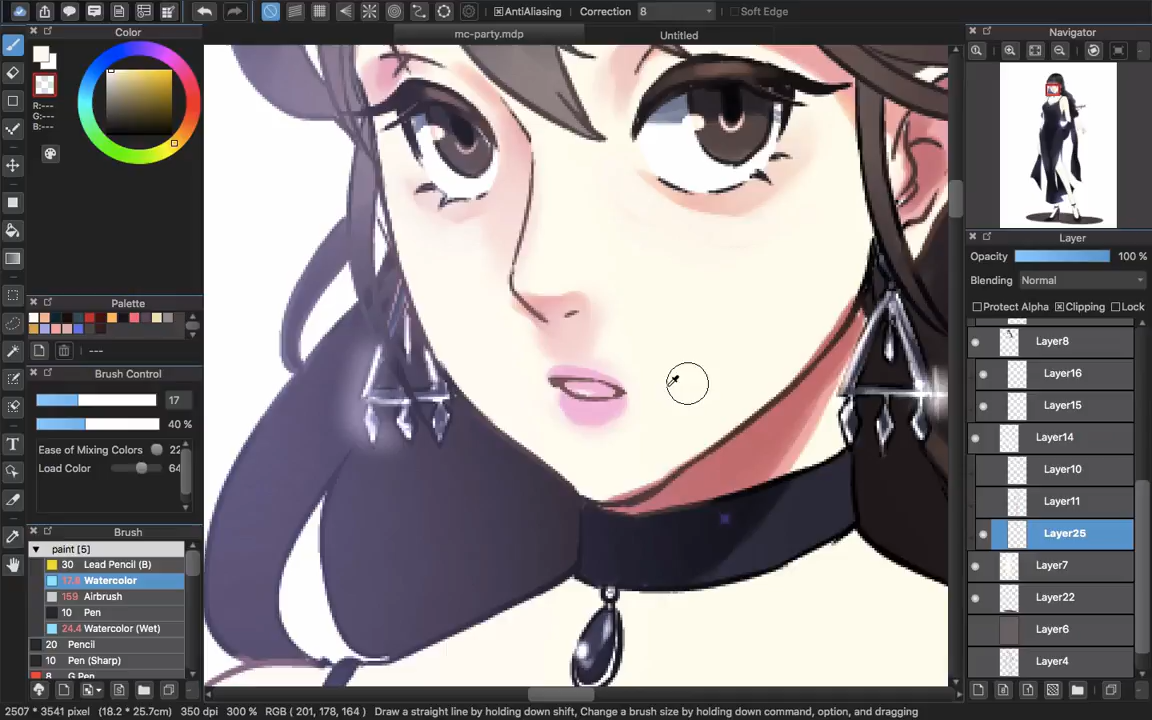 AntiAliasing Correction 8 Soft Edge
Color
mc-party.mdp Untitled
Navigator
R:---
G:---
B:---
Layer
Opacity 100 %
Blending Normal
Protect Alpha Clipping Lock
Palette
---
Brush Control
17
40 %
Ease of Mixing Colors 22
Load Color 64
Layer8
Layer16
Layer15
Layer14
Layer10
Layer11
Layer25
Layer7
Layer22
Layer6
Layer4
Brush
paint [5]
30 Lead Pencil (B)
17.6 Watercolor
159 Airbrush
10 Pen
24.4 Watercolor (Wet)
20 Pencil
10 Pen (Sharp)
8 G Pen
2507 * 3541 pixel (18.2 * 25.7cm) 350 dpi 300 % RGB ( 201, 178, 164 ) Draw a straight line by holding down shift, Change a brush size by holding down command, option, and dragging